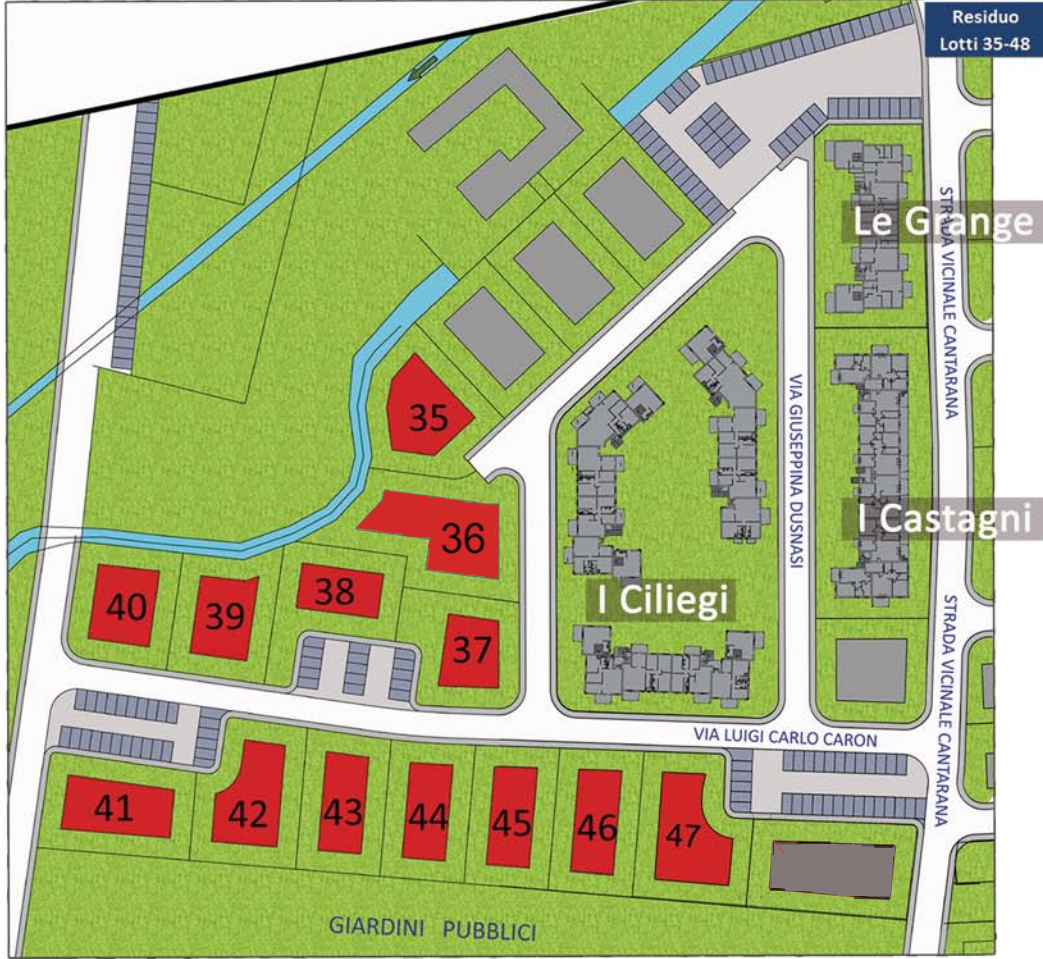 Residuo
Lotti 35-48
Le Grange
STRADA VICINALE CANTARANA
35
VIA GIUSEPPINA DUSNASI
36
I Castagni
38
40
39
I Ciliegi
37
STRADA VICINALE CANTARANA
VIA LUIGI CARLO CARON
41
42
43
44
45
46
47
GIARDINI PUBBLICI